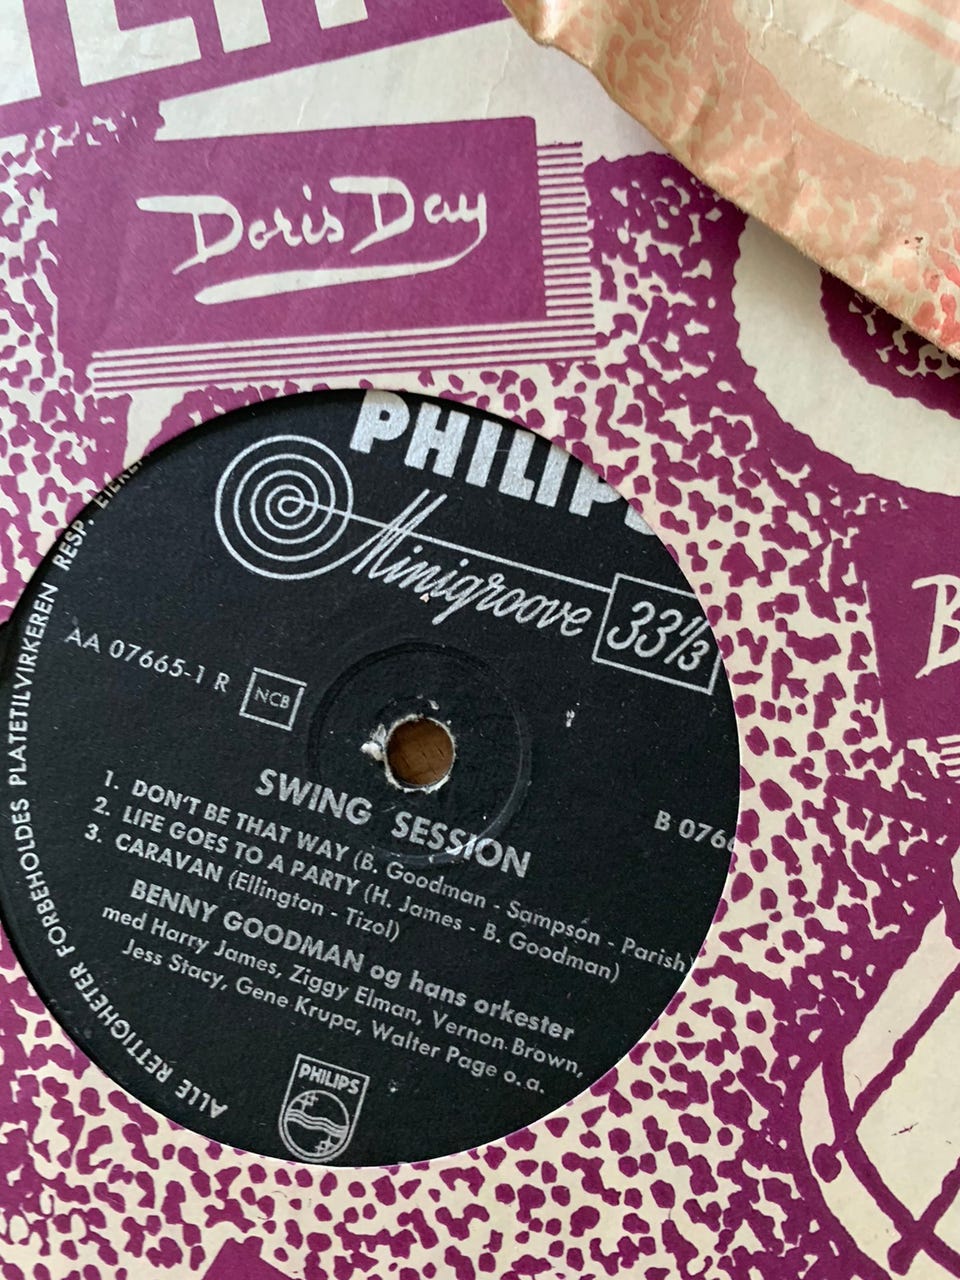 Doris Day
PHILIPS
Minigroove 33⅓
AA 07665-1 R
NCB
SWING SESSION
B 0766
1. DON'T BE THAT WAY (B. Goodman - Sampson - Parish)
2. LIFE GOES TO A PARTY (H. James - B. Goodman)
3. CARAVAN (Ellington - Tizol)
BENNY GOODMAN og hans orkester
med Harry James, Ziggy Elman, Vernon Brown,
Jess Stacy, Gene Krupa, Walter Page o.a.
PHILIPS
ALLE RETTIGHETER FORBEHOLDES PLATETILVIRKEREN RESP.